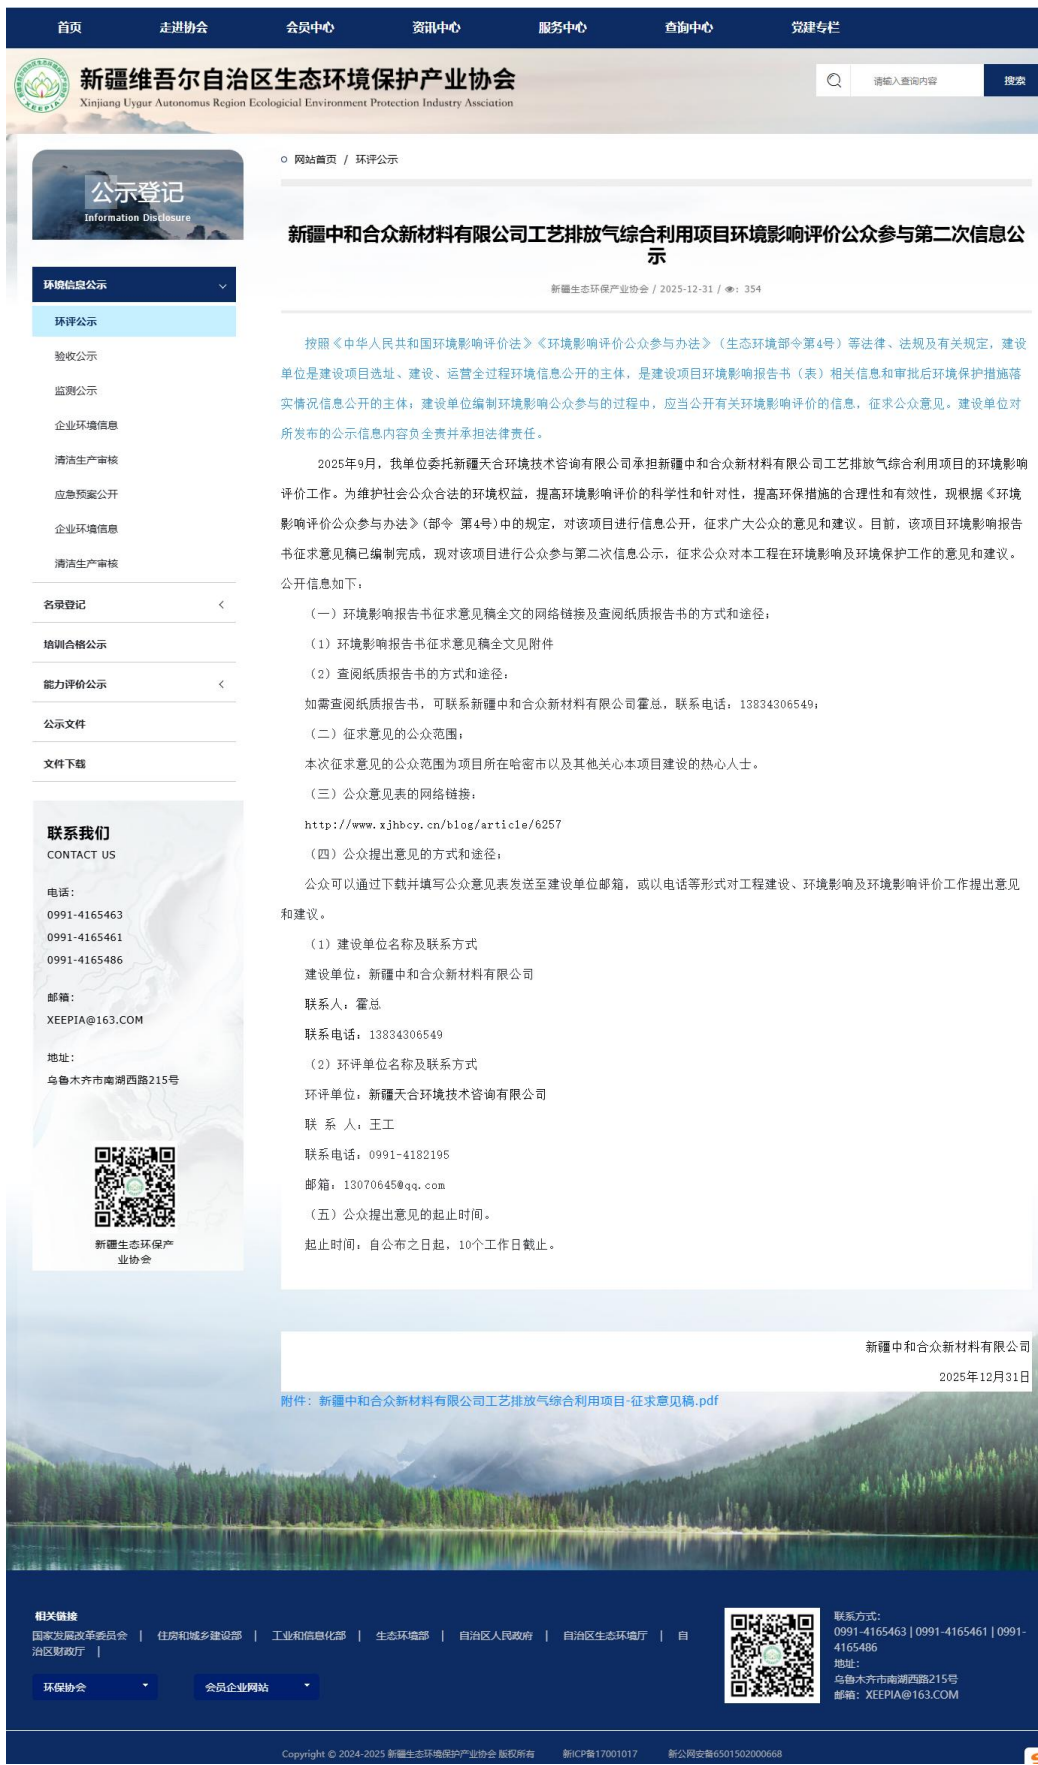 首页 走进协会 会员中心 资讯中心 服务中心 查询中心 党建专栏
新疆维吾尔自治区生态环境保护产业协会
Xinjiang Uygur Autonomous Region Ecologicial Environment Protection Industry Assciation
请输入查询内容 搜索
公示登记
Information Disclosure
网站首页 / 环评公示
新疆中和合众新材料有限公司工艺排放气综合利用项目环境影响评价公众参与第二次信息公
示
新疆生态环保产业协会 / 2025-12-31 / : 354
环境信息公示
环评公示
验收公示
监测公示
企业环境信息
清洁生产审核
应急预案公开
企业环境信息
清洁生产审核
名录登记
培训合格公示
能力评价公示
公示文件
文件下载
联系我们
CONTACT US
电话：
0991-4165463
0991-4165461
0991-4165486
邮箱：
XEEPIA@163.COM
地址：
乌鲁木齐市南湖西路215号
新疆生态环保产
业协会
按照《中华人民共和国环境影响评价法》《环境影响评价公众参与办法》（生态环境部令第4号）等法律、法规及有关规定，建设
单位是建设项目选址、建设、运营全过程环境信息公开的主体，是建设项目环境影响报告书（表）相关信息和审批后环境保护措施落
实情况信息公开的主体；建设单位编制环境影响公众参与的过程中，应当公开有关环境影响评价的信息，征求公众意见。建设单位对
所发布的公示信息内容负全责并承担法律责任。
2025年9月，我单位委托新疆天合环境技术咨询有限公司承担新疆中和合众新材料有限公司工艺排放气综合利用项目的环境影响
评价工作。为维护社会公众合法的环境权益，提高环境影响评价的科学性和针对性，提高环保措施的合理性和有效性，现根据《环境
影响评价公众参与办法》(部令 第4号)中的规定，对该项目进行信息公开，征求广大公众的意见和建议。目前，该项目环境影响报告
书征求意见稿已编制完成，现对该项目进行公众参与第二次信息公示，征求公众对本工程在环境影响及环境保护工作的意见和建议。
公开信息如下：
（一）环境影响报告书征求意见稿全文的网络链接及查阅纸质报告书的方式和途径；
（1）环境影响报告书征求意见稿全文见附件
（2）查阅纸质报告书的方式和途径：
如需查阅纸质报告书，可联系新疆中和合众新材料有限公司霍总，联系电话：13834306549；
（二）征求意见的公众范围；
本次征求意见的公众范围为项目所在哈密市以及其他关心本项目建设的热心人士。
（三）公众意见表的网络链接；
http://www.xjhbcy.cn/blog/article/6257
（四）公众提出意见的方式和途径；
公众可以通过下载并填写公众意见表发送至建设单位邮箱，或以电话等形式对工程建设、环境影响及环境影响评价工作提出意见
和建议。
（1）建设单位名称及联系方式
建设单位：新疆中和合众新材料有限公司
联系人：霍总
联系电话：13834306549
（2）环评单位名称及联系方式
环评单位：新疆天合环境技术咨询有限公司
联 系 人：王工
联系电话：0991-4182195
邮箱：13070645@qq.com
（五）公众提出意见的起止时间。
起止时间：自公布之日起，10个工作日截止。
新疆中和合众新材料有限公司
2025年12月31日
附件：新疆中和合众新材料有限公司工艺排放气综合利用项目-征求意见稿.pdf
相关链接
国家发展改革委员会 | 住房和城乡建设部 | 工业和信息化部 | 生态环境部 | 自治区人民政府 | 自治区生态环境厅 | 自
治区财政厅 |
环保协会 会员企业网站
联系方式：
0991-4165463 | 0991-4165461 | 0991-
4165486
地址：
乌鲁木齐市南湖西路215号
邮箱：XEEPIA@163.COM
Copyright © 2024-2025 新疆生态环境保护产业协会 版权所有 新ICP备17001017 新公网安备6501502000668